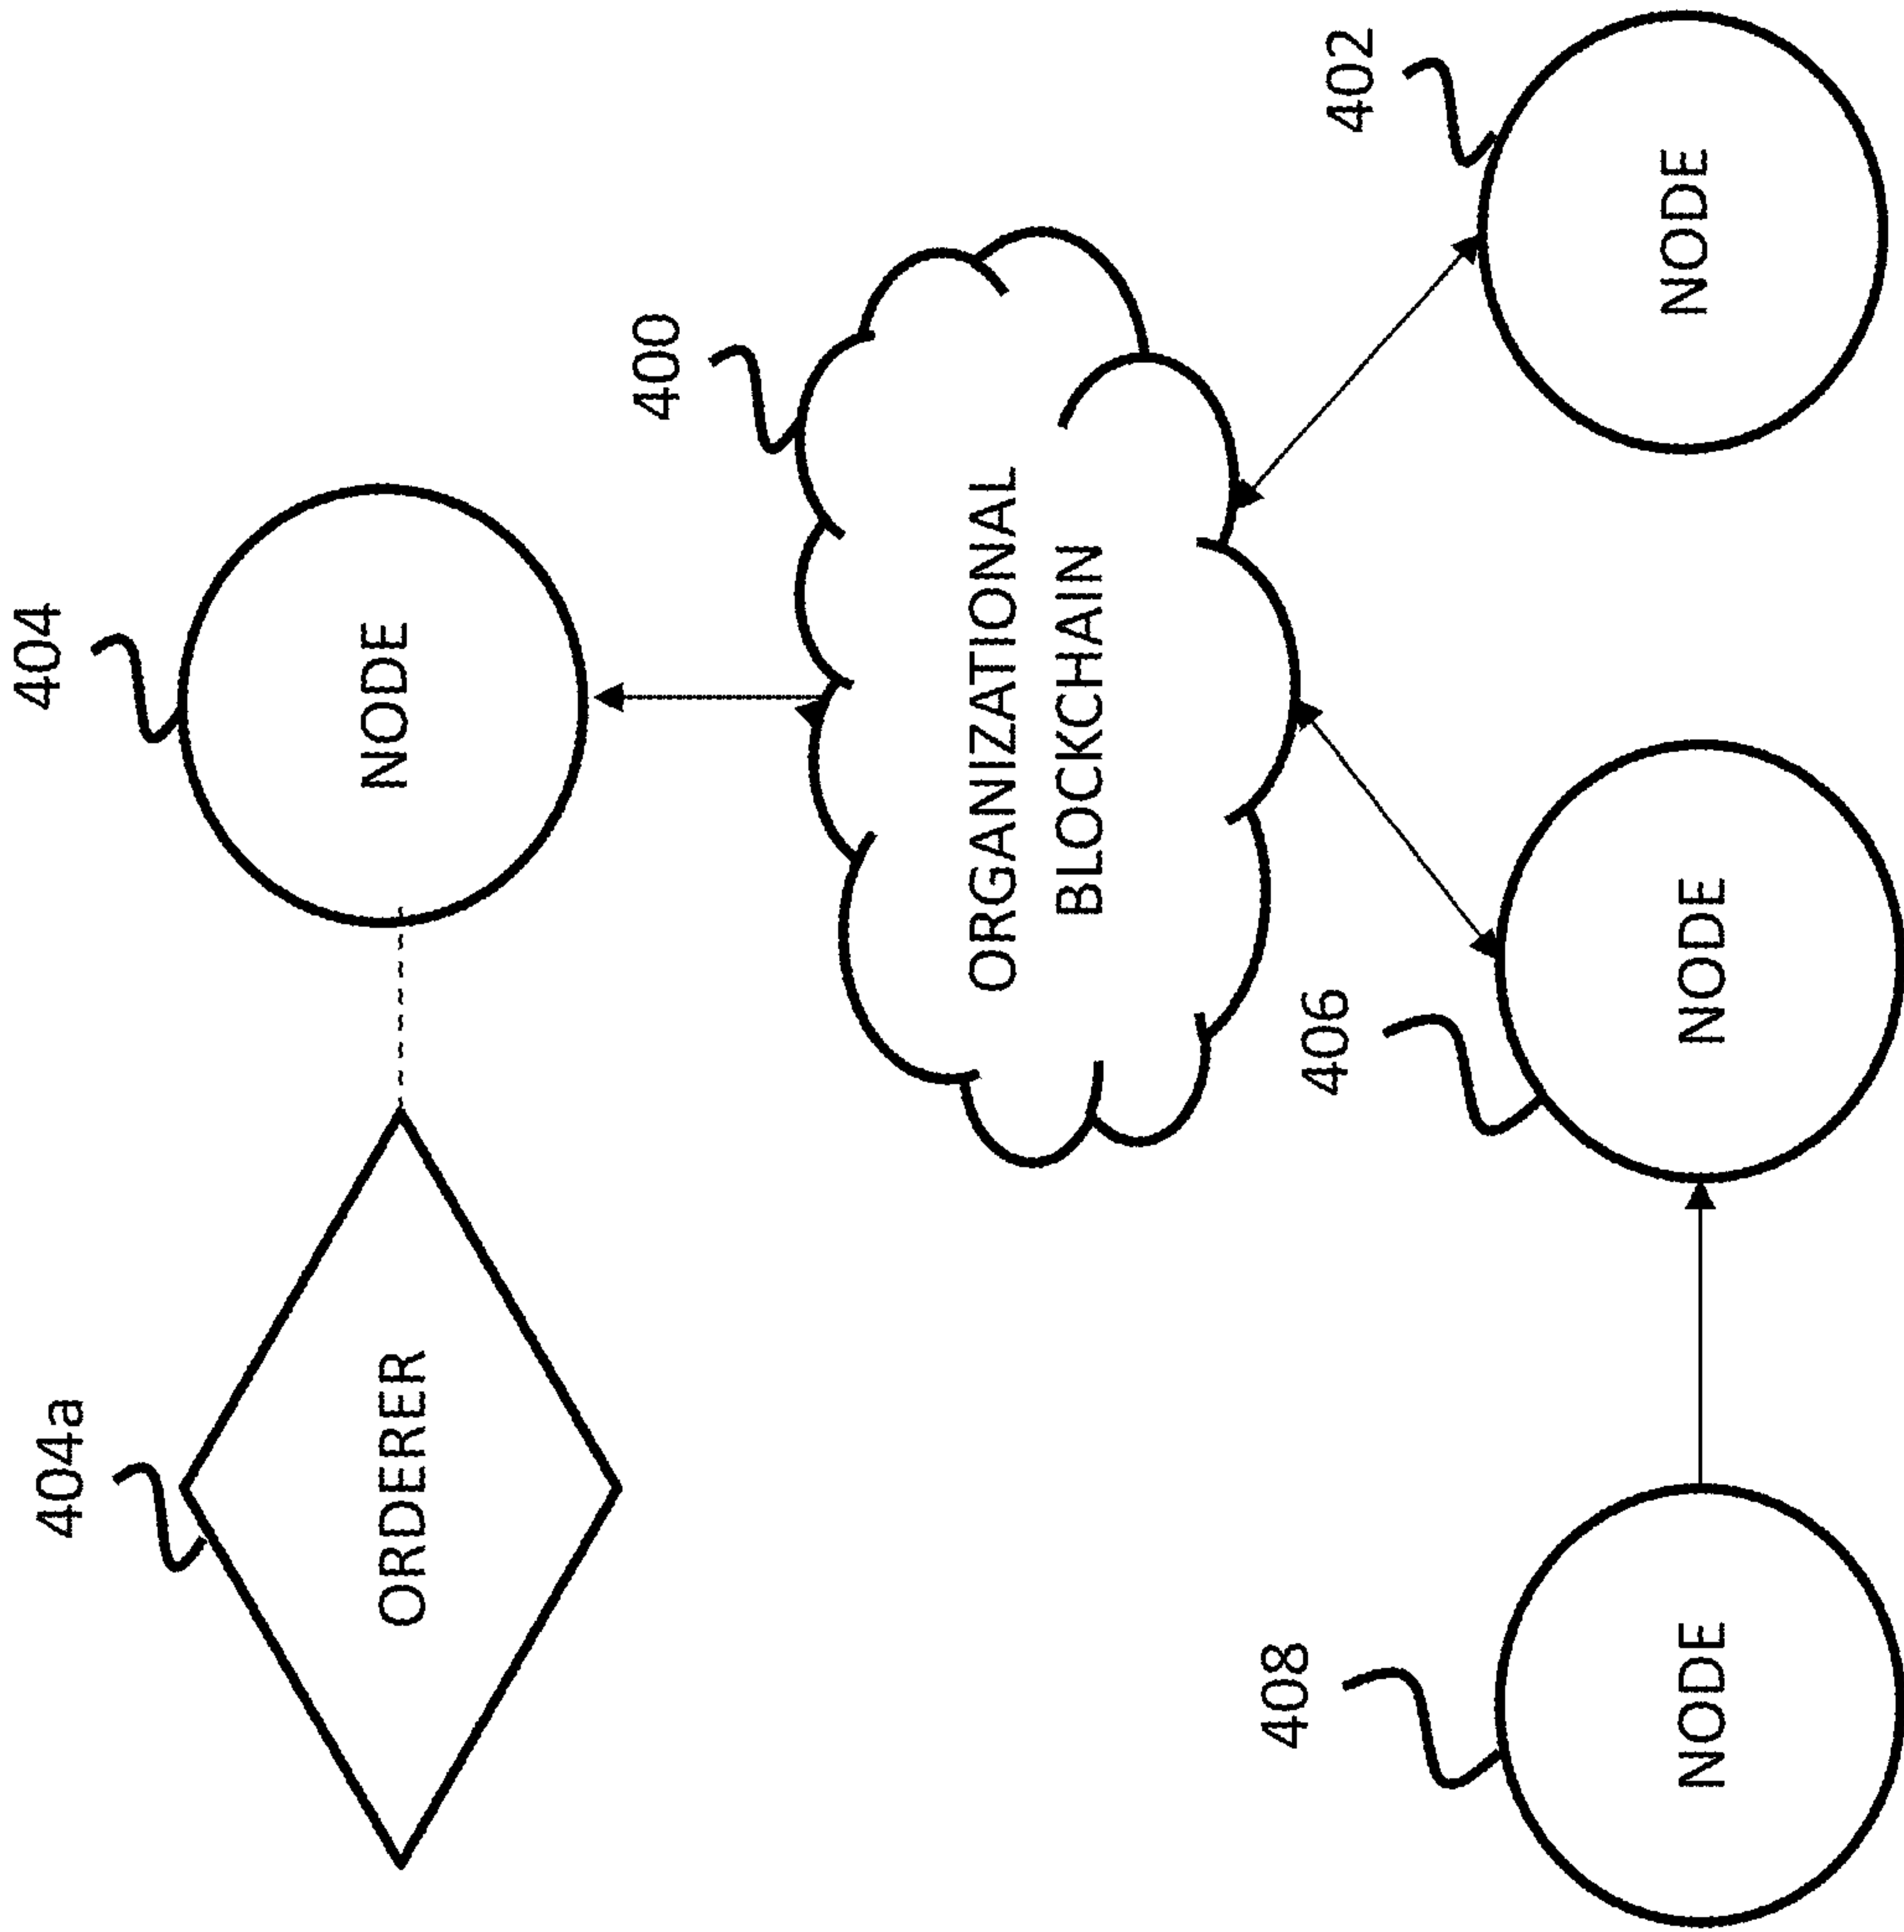 404a
404
ORDERER
NODE
400
ORGANIZATIONAL
BLOCKCHAIN
408
406
402
NODE
NODE
NODE